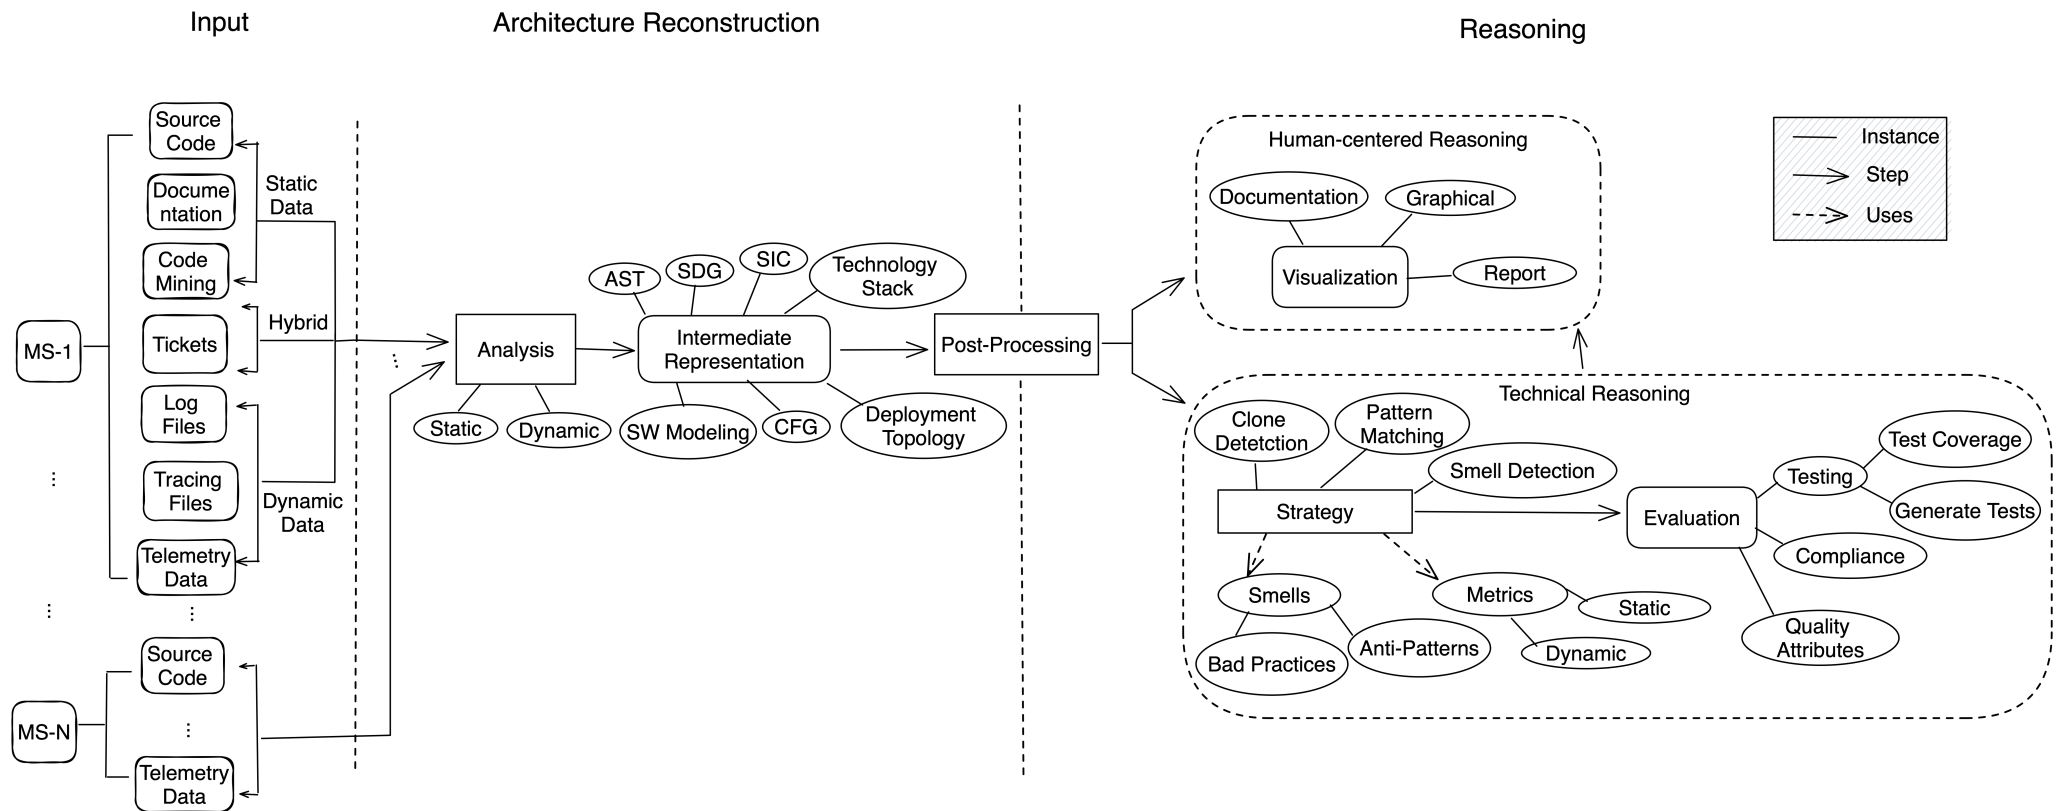 Input
Architecture Reconstruction
Reasoning
Source
Code
Docume
ntation
Code
Mining
Tickets
Log
Files
Tracing
Files
Telemetry
Data
Static
Data
Hybrid
Dynamic
Data
MS-1
...
...
...
Source
Code
...
Telemetry
Data
MS-N
...
Analysis
Static
Dynamic
AST
SDG
SIC
Technology
Stack
Intermediate
Representation
SW Modeling
CFG
Deployment
Topology
Post-Processing
Human-centered Reasoning
Documentation
Graphical
Visualization
Report
Instance
Step
Uses
Technical Reasoning
Clone
Detetction
Pattern
Matching
Smell Detection
Strategy
Evaluation
Testing
Test Coverage
Generate Tests
Compliance
Quality
Attributes
Smells
Bad Practices
Anti-Patterns
Metrics
Static
Dynamic